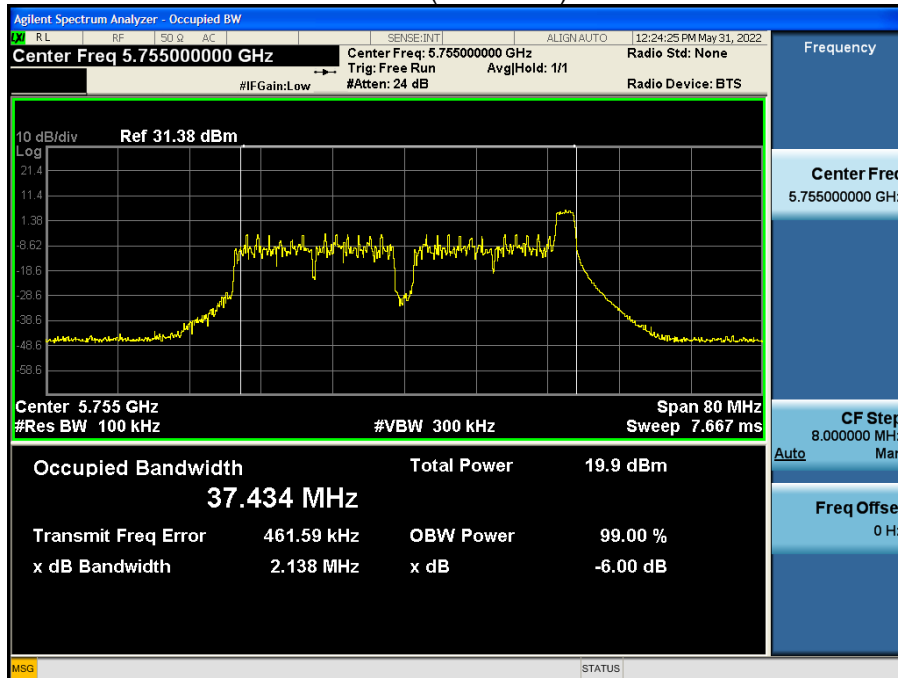 Agilent Spectrum Analyzer - Occupied BW
LXI RL RF 50 Ω AC SENSE:INT ALIGN AUTO 12:24:25 PM May 31, 2022
Center Freq 5.755000000 GHz
Center Freq: 5.755000000 GHz Radio Std: None
Trig: Free Run Avg|Hold: 1/1
#IFGain:Low #Atten: 24 dB Radio Device: BTS
10 dB/div Ref 31.38 dBm
Log
21.4
11.4
1.38
-8.62
-18.6
-28.6
-38.6
-48.6
-58.6
Center 5.755 GHz Span 80 MHz
#Res BW 100 kHz #VBW 300 kHz Sweep 7.667 ms
Occupied Bandwidth Total Power 19.9 dBm
37.434 MHz
Transmit Freq Error 461.59 kHz OBW Power 99.00 %
x dB Bandwidth 2.138 MHz x dB -6.00 dB
Frequency
Center Freq
5.755000000 GH
CF Step
8.000000 MH
Auto Man
Freq Offse
0 H
MSG STATUS